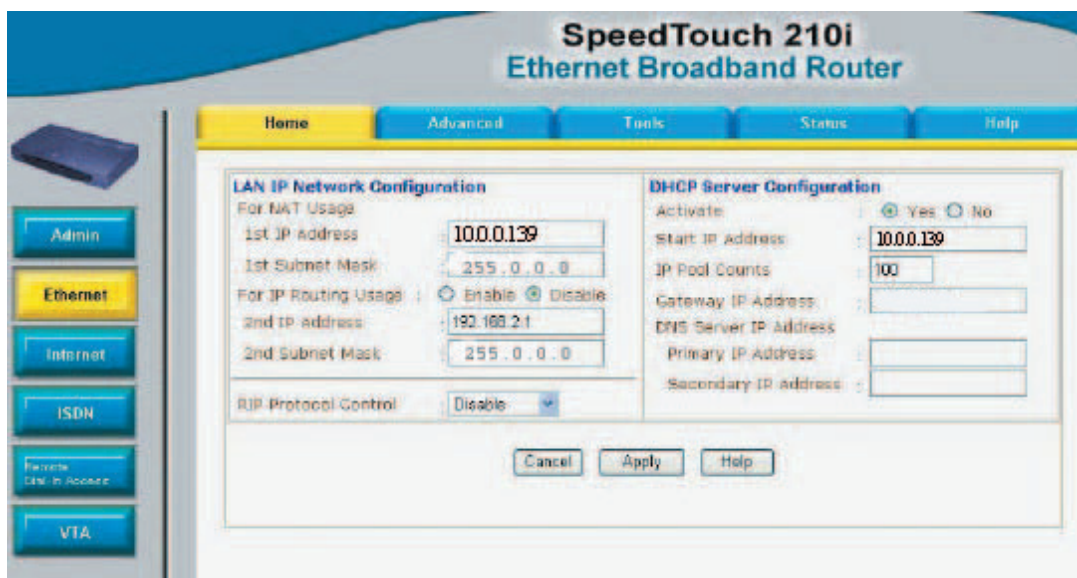 SpeedTouch 210i
Ethernet Broadband Router
Home
Advanced
Tools
Status
Help
Admin
Ethernet
Internet
ISDN
Remote
Dial-In Access
VTA
LAN IP Network Configuration
For NAT Usage
1st IP Address : 10.0.0.139
1st Subnet Mask : 255.0.0.0
For IP Routing Usage : Enable Disable
2nd IP Address : 192.168.2.1
2nd Subnet Mask : 255.0.0.0
RIP Protocol Control : Disable
DHCP Server Configuration
Activate : Yes No
Start IP Address : 10.0.0.139
IP Pool Counts : 100
Gateway IP Address :
DNS Server IP Address
Primary IP Address :
Secondary IP Address :
Cancel
Apply
Help